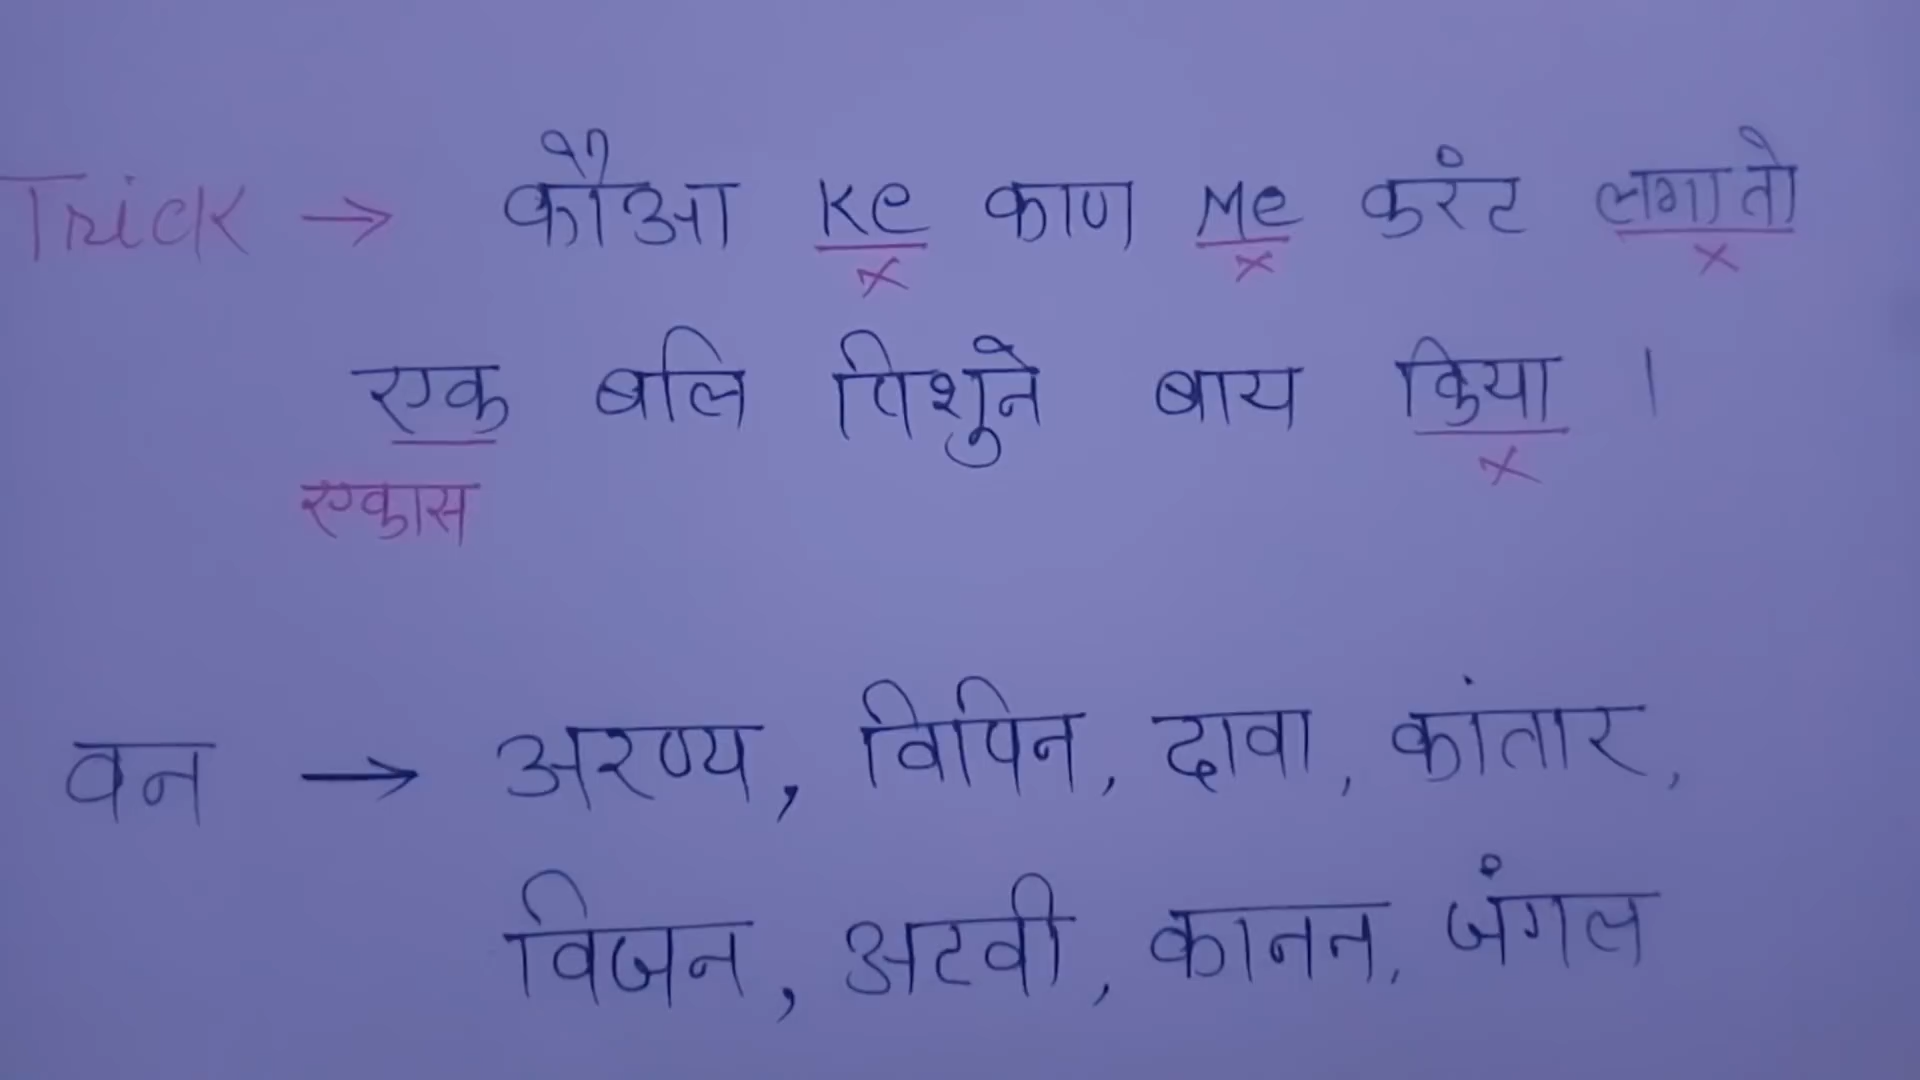 Trick → कौआ Ke काण Me करंट लगा तो
एक बलि पिशुने बाय किया ।
एकास
वन → अरण्य, विपिन, दावा, कांतार,
विजन, अटवी, कानन, जंगल